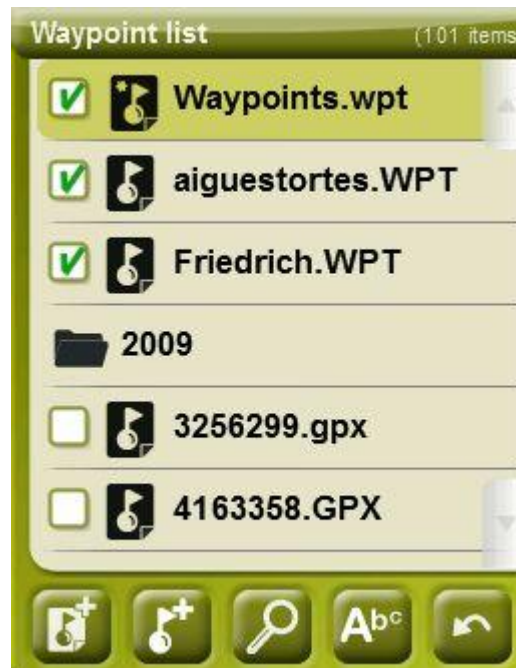 Waypoint list (101 items
Waypoints.wpt
aiguestortes.WPT
Friedrich.WPT
2009
3256299.gpx
4163358.GPX
Abc